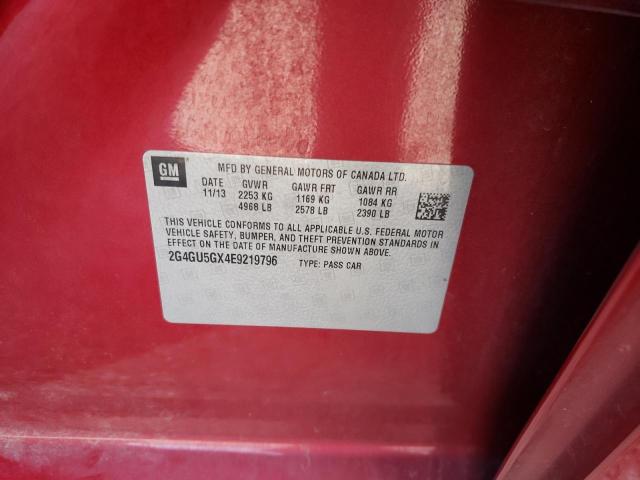 GM
MFD BY GENERAL MOTORS OF CANADA LTD.
DATE GVWR GAWR FRT GAWR RR
11/13 2253 KG 1169 KG 1084 KG
4968 LB 2578 LB 2390 LB
THIS VEHICLE CONFORMS TO ALL APPLICABLE U.S. FEDERAL MOTOR
VEHICLE SAFETY, BUMPER, AND THEFT PREVENTION STANDARDS IN
EFFECT ON THE DATE OF MANUFACTURE SHOWN ABOVE.
2G4GU5GX4E9219796 TYPE: PASS CAR